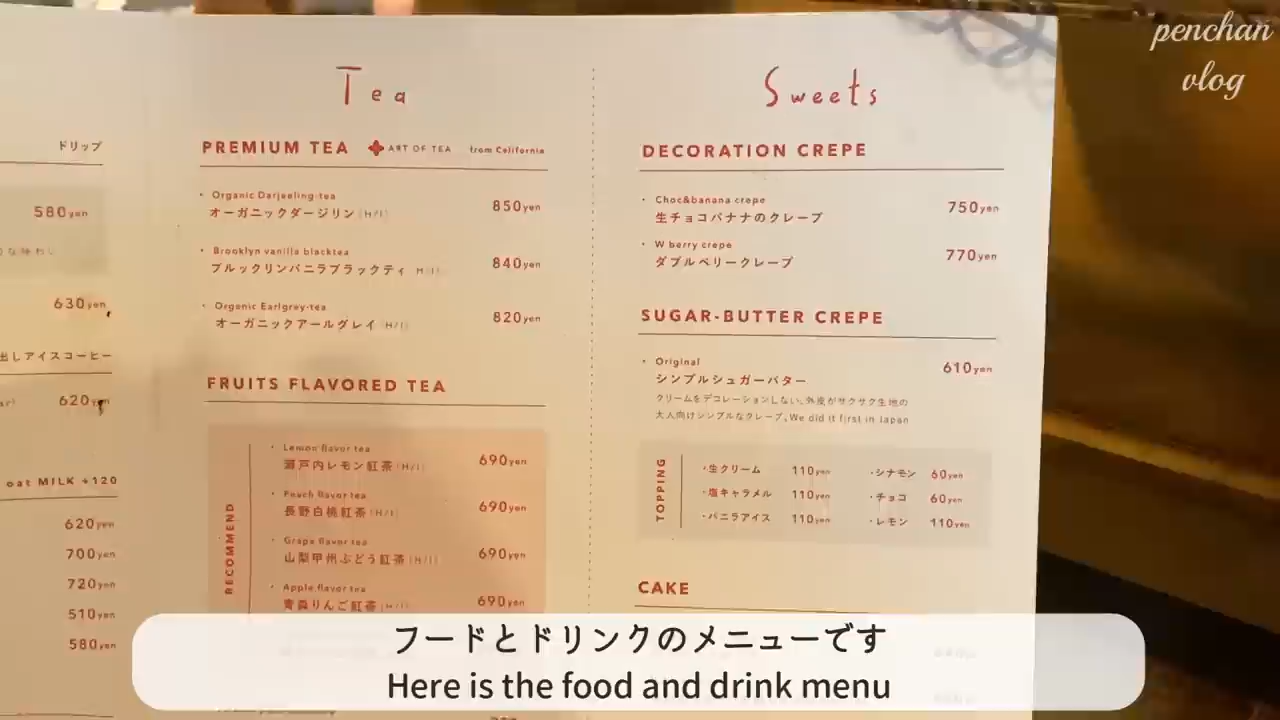 penchan
vlog
ドリップ
580yen
630yen
出しアイスコーヒー
620yen
oat MILK +120
620yen
700yen
720yen
510yen
580yen
Tea
PREMIUM TEA ART OF TEA from California
・ Organic Darjeeling-tea
オーガニックダージリン (H/I) 850yen
・ Brooklyn vanilla blacktea
ブルックリンバニラブラックティ (H/I) 840yen
・ Organic Earlgrey-tea
オーガニックアールグレイ (H/I) 820yen
FRUITS FLAVORED TEA
RECOMMEND
・ Lemon flavor tea
瀬戸内レモン紅茶 (H/I) 690yen
・ Peach flavor tea
長野白桃紅茶 (H/I) 690yen
・ Grape flavor tea
山梨甲州ぶどう紅茶 (H/I) 690yen
・ Apple flavor tea
青森りんご紅茶 (H/I) 690yen
Sweets
DECORATION CREPE
・ Choc&banana crepe
生チョコバナナのクレープ 750yen
・ W berry crepe
ダブルベリークレープ 770yen
SUGAR-BUTTER CREPE
・ Original
シンプルシュガーバター 610yen
クリームをデコレーションしない、外皮がサクサク生地の
大人向けシンプルなクレープ。We did it first in Japan
TOPPING
・生クリーム 110yen ・シナモン 60yen
・塩キャラメル 110yen ・チョコ 60yen
・バニラアイス 110yen ・レモン 110yen
CAKE
フードとドリンクのメニューです
Here is the food and drink menu